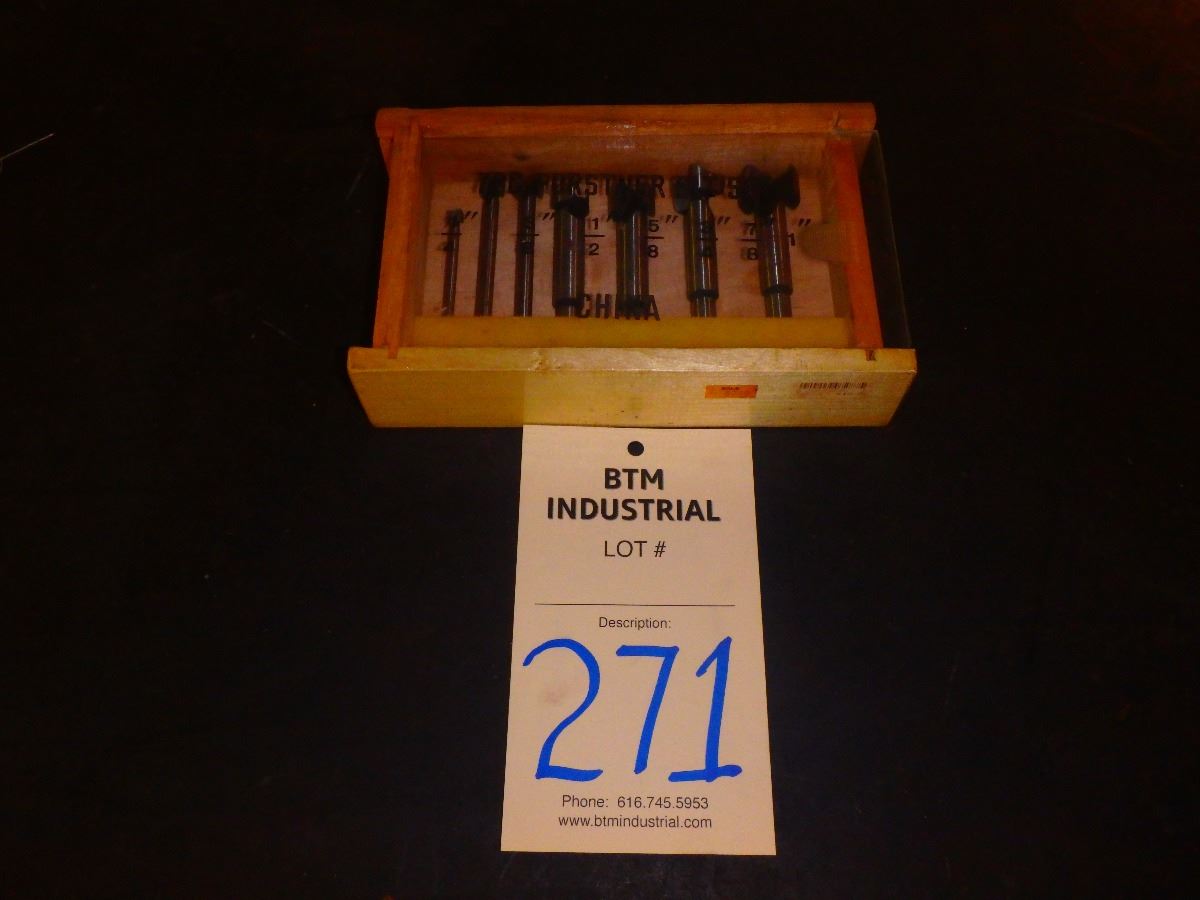 1/2" 5/8" 7/8" 1"
CHINA
BTM
INDUSTRIAL
LOT #
Description:
271
Phone: 616.745.5953
www.btmindustrial.com